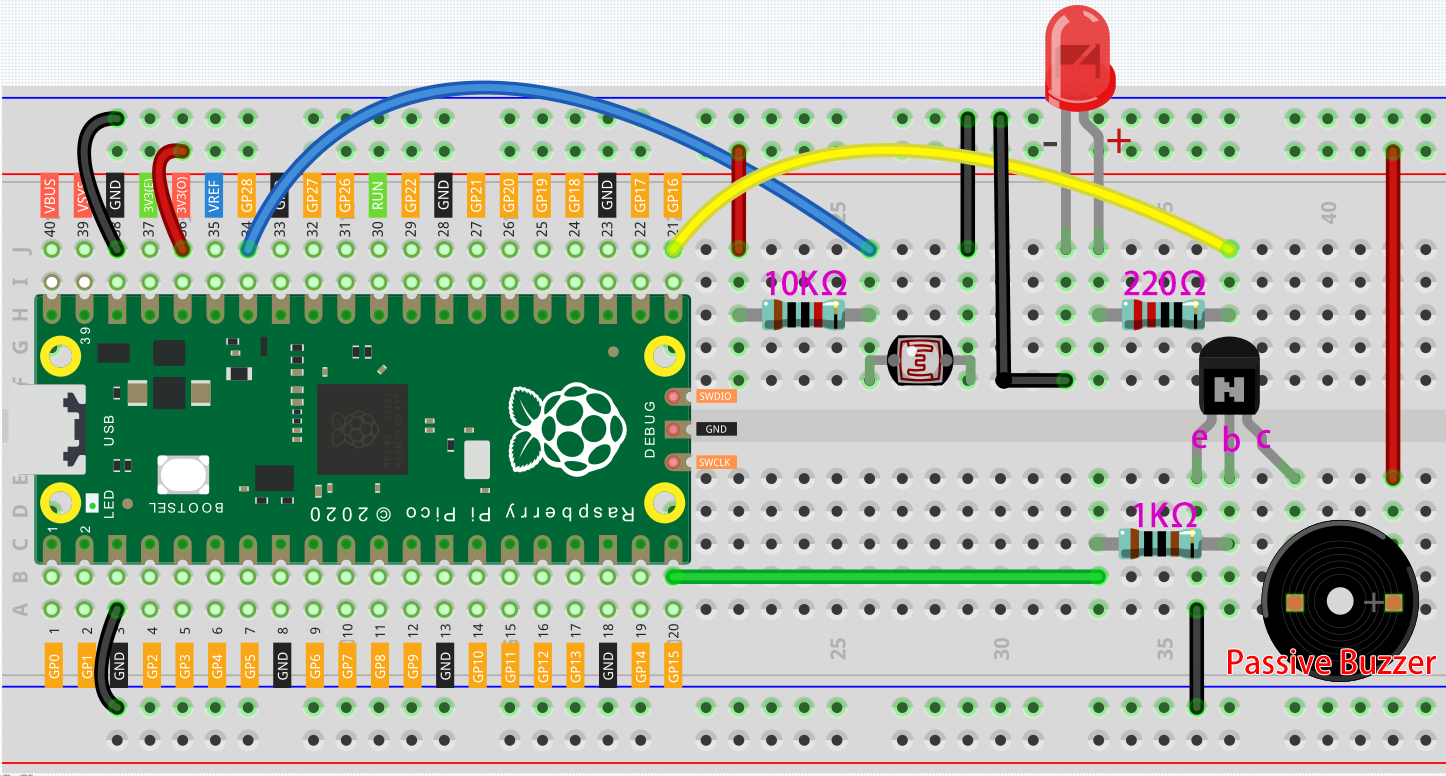 VBUS VSYS GND 3V3(E) 3V3(O) VREF GP28 GND GP27 GP26 RUN GP22 GND GP21 GP20 GP19 GP18 GND GP17 GP16
40 39 38 37 36 35 34 33 32 31 30 29 28 27 26 25 24 23 22 21
- +
25 30 35 40
J
I
10KΩ 220Ω
H
39
G
F
SWDIO
GND
SWCLK
DEBUG
USB
N
e b c
E
D
LED
BOOTSEL
Raspberry Pi Pico © 2020
1KΩ
1 2
C
B
A
+
1 2 3 4 5 6 7 8 9 10 11 12 13 14 15 16 17 18 19 20
10 15 25 30 35
GP0 GP1 GND GP2 GP3 GP4 GP5 GND GP6 GP7 GP8 GP9 GND GP10 GP11 GP12 GP13 GND GP14 GP15
Passive Buzzer